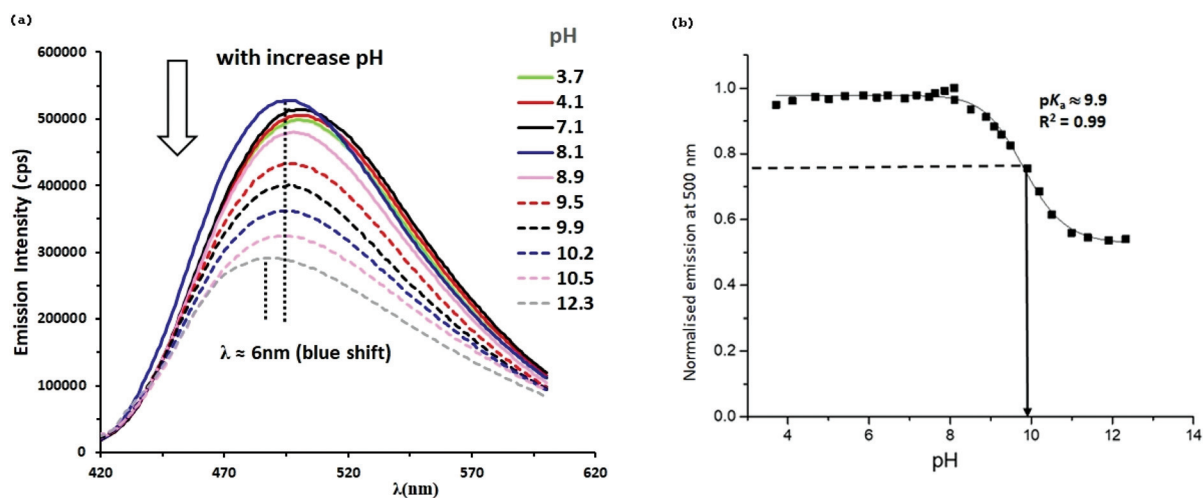 (a)
600000
500000
400000
300000
200000
100000
0
Emission Intensity (cps)
with increase pH
pH
3.7
4.1
7.1
8.1
8.9
9.5
9.9
10.2
10.5
12.3
λ ≈ 6nm (blue shift)
420 470 520 570 620
λ(nm)
(b)
1.0
0.8
0.6
0.4
0.2
0.0
Normalised emission at 500 nm
pKa ≈ 9.9
R² = 0.99
4 6 8 10 12 14
pH